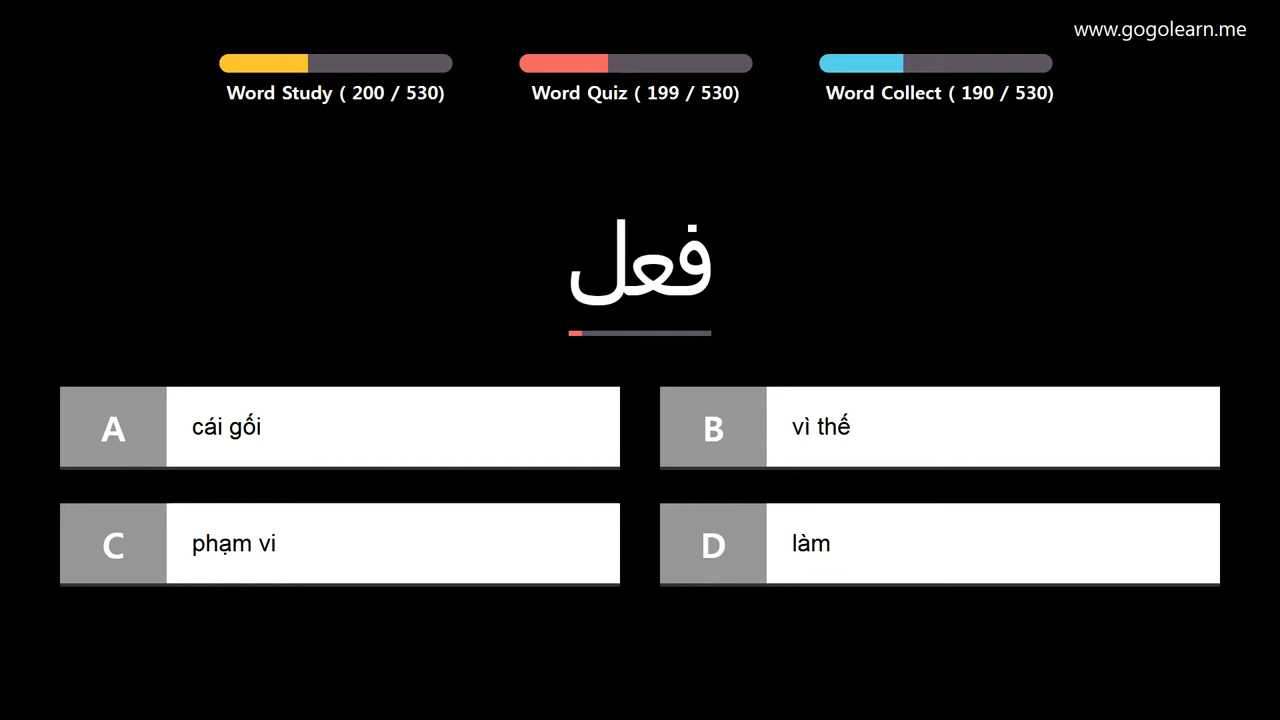 www.gogolearn.me
Word Study ( 200 / 530)
Word Quiz ( 199 / 530)
Word Collect ( 190 / 530)
فعل
A
cái gối
B
vì thế
C
phạm vi
D
làm